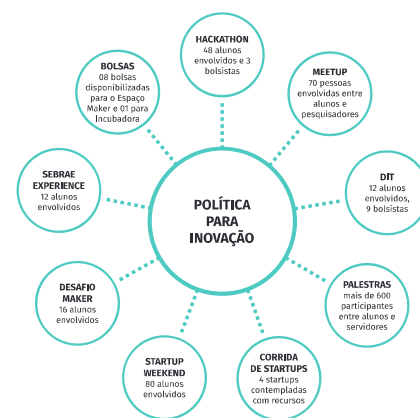 HACKATHON
48 alunos
envolvidos e 3
bolsistas
MEETUP
70 pessoas
envolvidas entre
alunos e
pesquisadores
DIT
12 alunos
envolvidos,
9 bolsistas
PALESTRAS
mais de 600
participantes
entre alunos e
servidores
CORRIDA
DE STARTUPS
4 startups
contempladas
com recursos
STARTUP
WEEKEND
80 alunos
envolvidos
DESAFIO
MAKER
16 alunos
envolvidos
SEBRAE
EXPERIENCE
12 alunos
envolvidos
BOLSAS
08 bolsas
disponibilizadas
para o Espaço
Maker e 01 para
Incubadora
POLÍTICA
PARA
INOVAÇÃO